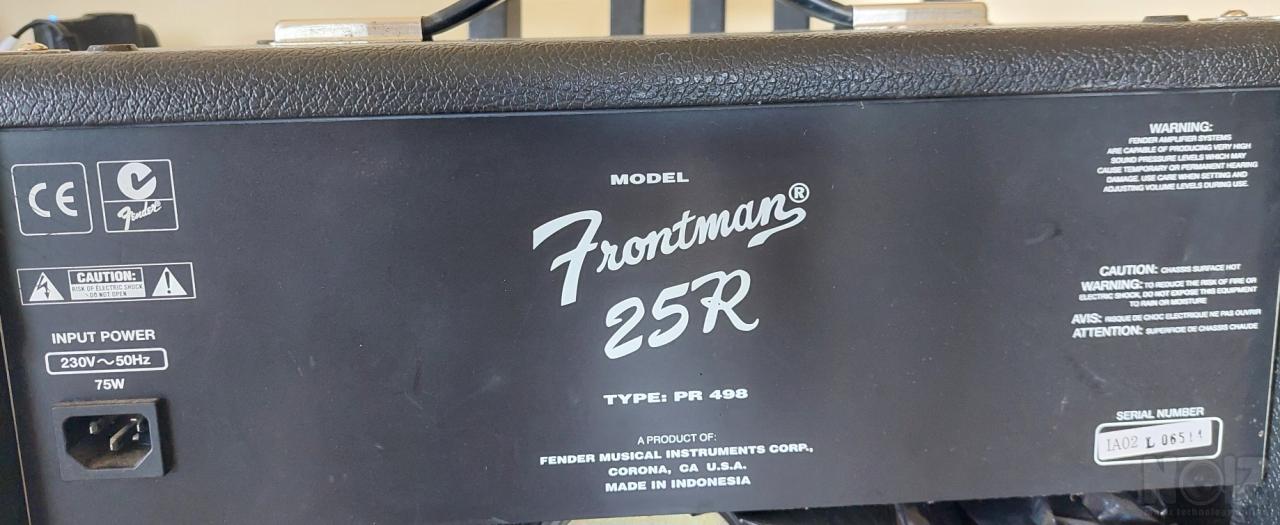 CE
C
Fender
CAUTION:
RISK OF ELECTRIC SHOCK
DO NOT OPEN
INPUT POWER
230V~50Hz
75W
MODEL
Frontman®
25R
TYPE: PR 498
A PRODUCT OF:
FENDER MUSICAL INSTRUMENTS CORP.,
CORONA, CA U.S.A.
MADE IN INDONESIA
WARNING:
FENDER AMPLIFIER SYSTEMS
ARE CAPABLE OF PRODUCING VERY HIGH
SOUND PRESSURE LEVELS WHICH MAY
CAUSE TEMPORARY OR PERMANENT HEARING
DAMAGE. USE CARE WHEN SETTING AND
ADJUSTING VOLUME LEVELS DURING USE.
CAUTION: CHASSIS SURFACE HOT
WARNING: TO REDUCE THE RISK OF FIRE OR
ELECTRIC SHOCK, DO NOT EXPOSE THIS EQUIPMENT
TO RAIN OR MOISTURE
AVIS: RISQUE DE CHOC ELECTRIQUE NE PAS OUVRIR
ATTENTION: SUPERFICIE DE CHASSIS CHAUDE
SERIAL NUMBER
IA02 L 06511
NOIZ